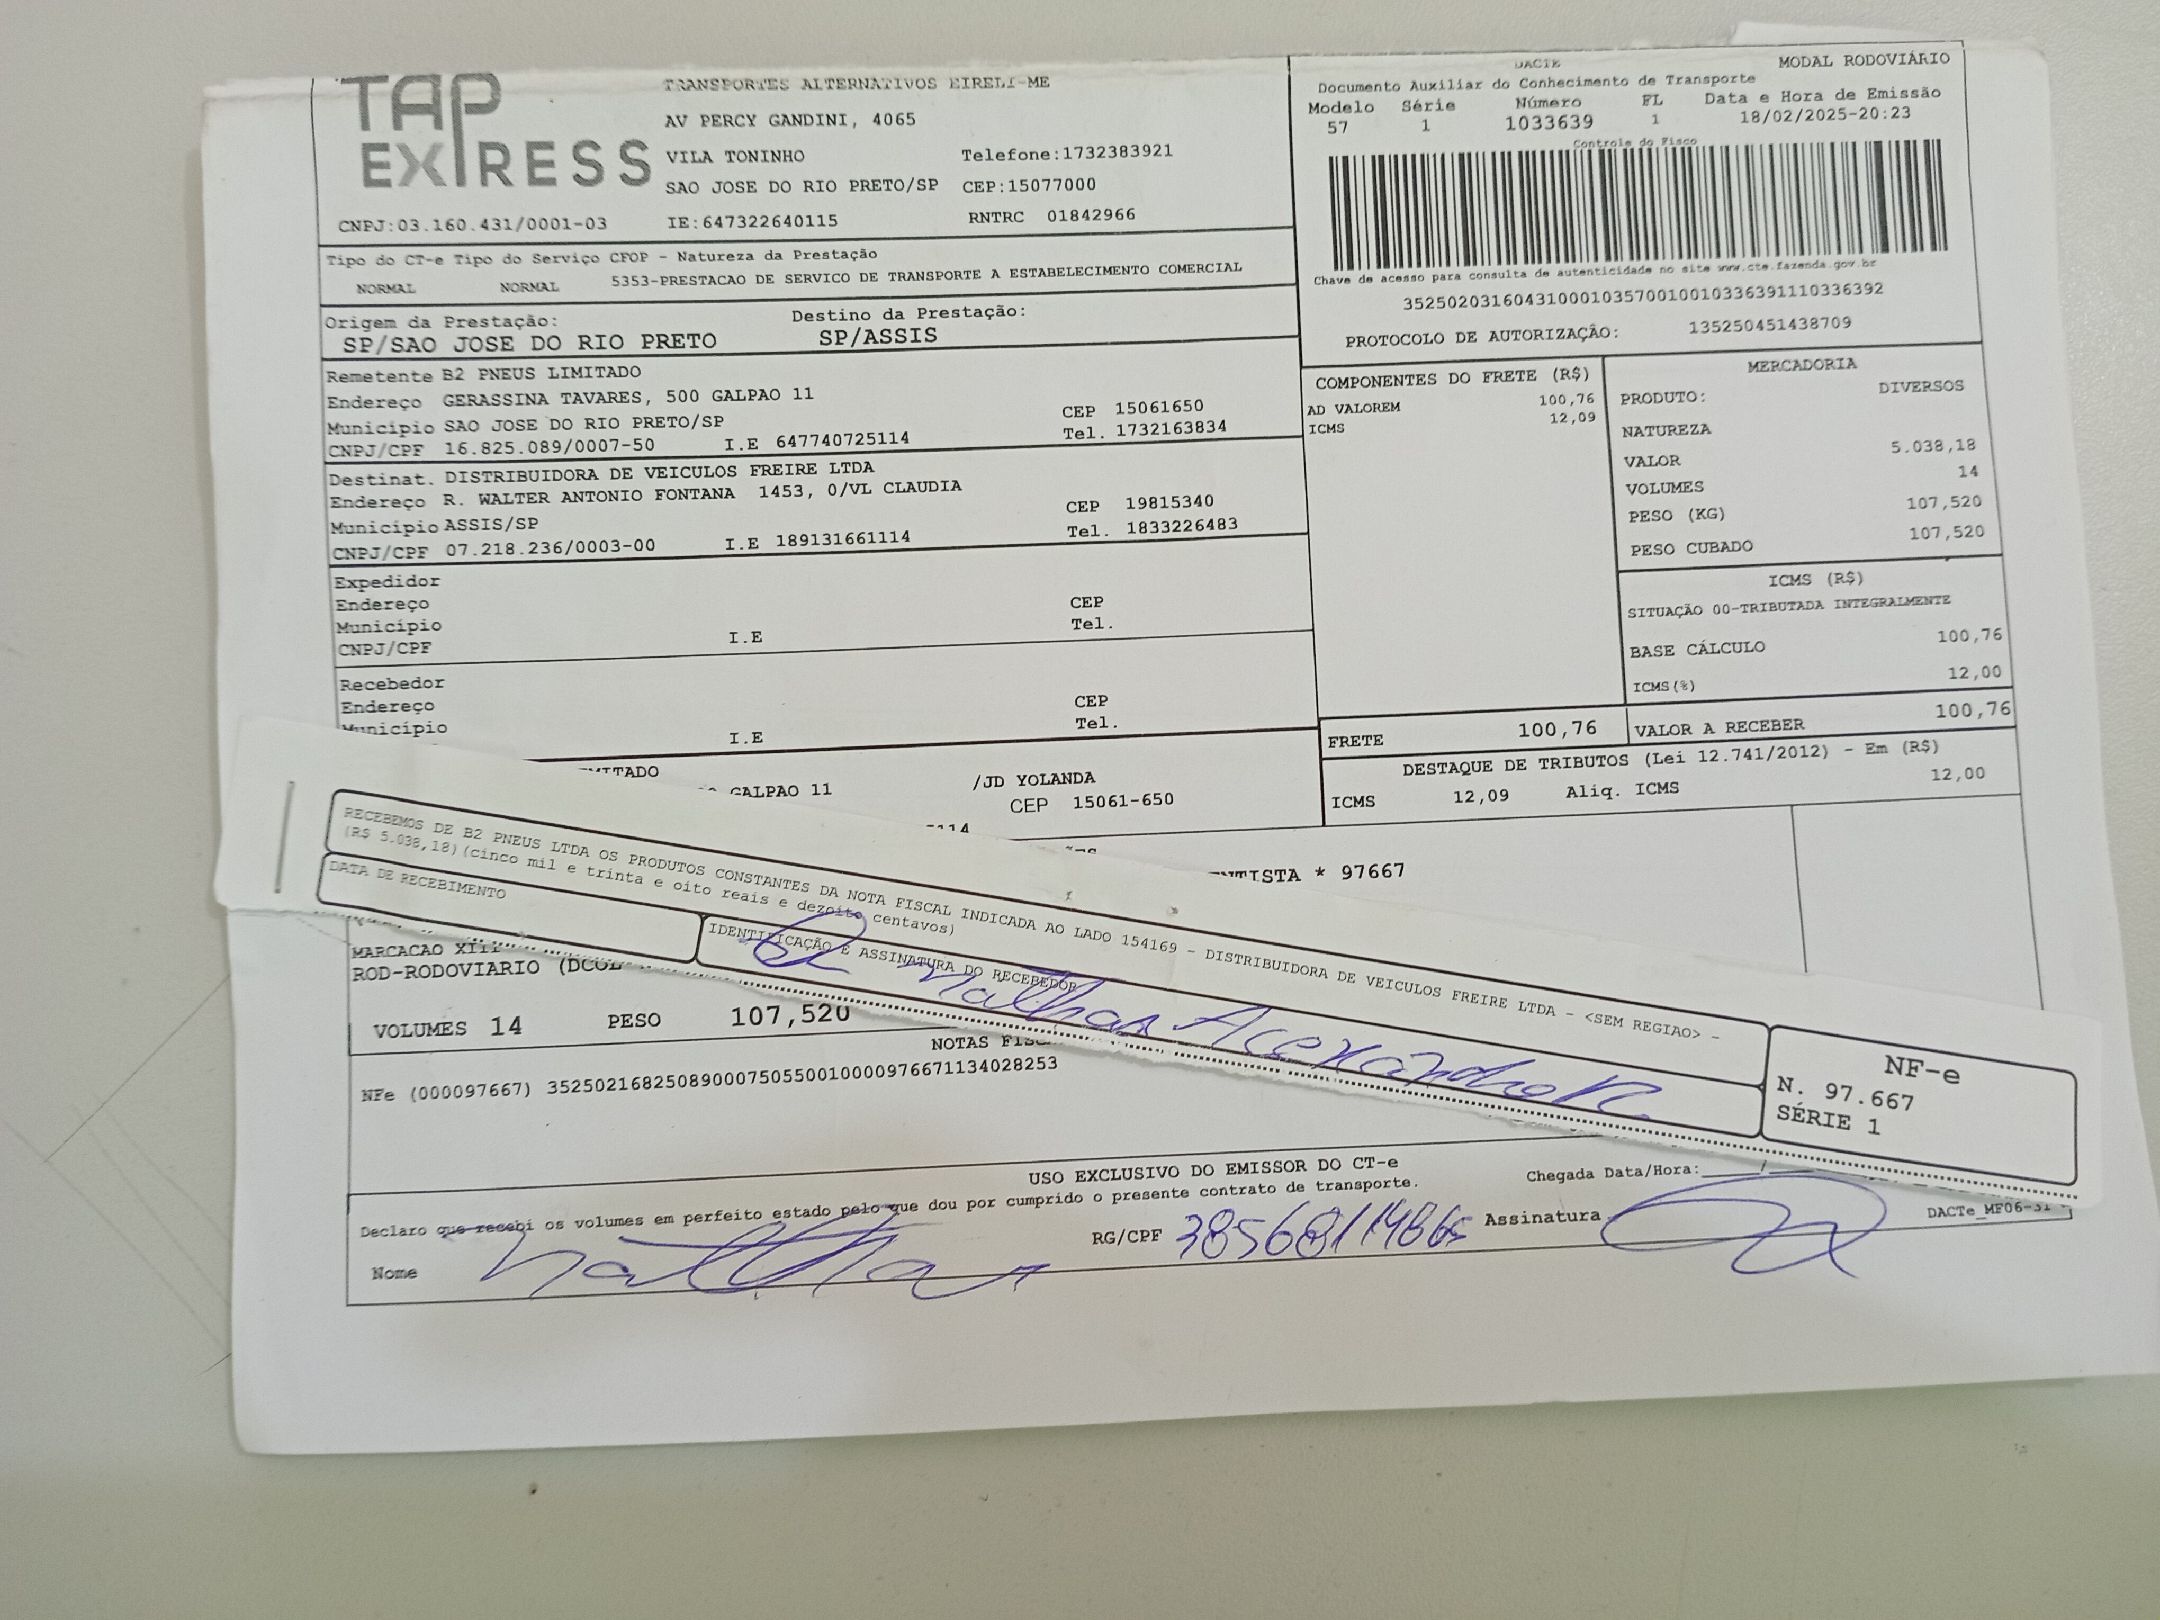 TAP EXPRESS
TRANSPORTES ALTERNATIVOS EIRELI-ME
AV PERCY GANDINI, 4065
VILA TONINHO Telefone:1732383921
SAO JOSE DO RIO PRETO/SP CEP:15077000
CNPJ:03.160.431/0001-03 IE:647322640115 RNTRC 01842966
DACTE MODAL RODOVIÁRIO
Documento Auxiliar do Conhecimento de Transporte
Modelo Série Número FL Data e Hora de Emissão
57 1 1033639 1 18/02/2025-20:23
Controle do Fisco
Chave de acesso para consulta de autenticidade no site www.cte.fazenda.gov.br
35250203160431000103570010010336391110336392
PROTOCOLO DE AUTORIZAÇÃO: 135250451438709
Tipo do CT-e Tipo do Serviço CFOP - Natureza da Prestação
NORMAL NORMAL 5353-PRESTACAO DE SERVICO DE TRANSPORTE A ESTABELECIMENTO COMERCIAL
Origem da Prestação: Destino da Prestação:
SP/SAO JOSE DO RIO PRETO SP/ASSIS
Remetente B2 PNEUS LIMITADO
Endereço GERASSINA TAVARES, 500 GALPAO 11 CEP 15061650
Município SAO JOSE DO RIO PRETO/SP Tel. 1732163834
CNPJ/CPF 16.825.089/0007-50 I.E 647740725114
Destinat. DISTRIBUIDORA DE VEICULOS FREIRE LTDA
Endereço R. WALTER ANTONIO FONTANA 1453, 0/VL CLAUDIA CEP 19815340
Município ASSIS/SP Tel. 1833226483
CNPJ/CPF 07.218.236/0003-00 I.E 189131661114
Expedidor
Endereço CEP
Município Tel.
CNPJ/CPF I.E
Recebedor
Endereço CEP
Município Tel.
I.E
COMPONENTES DO FRETE (R$)
AD VALOREM 100,76
ICMS 12,09
MERCADORIA
PRODUTO: DIVERSOS
NATUREZA
VALOR 5.038,18
VOLUMES 14
PESO (KG) 107,520
PESO CUBADO 107,520
ICMS (R$)
SITUAÇÃO 00-TRIBUTADA INTEGRALMENTE
BASE CÁLCULO 100,76
ICMS(%) 12,00
FRETE 100,76 VALOR A RECEBER 100,76
DESTAQUE DE TRIBUTOS (Lei 12.741/2012) - Em (R$)
ICMS 12,09 Aliq. ICMS 12,00
GALPAO 11 /JD YOLANDA
CEP 15061-650
* 97667
RECEBEMOS DE B2 PNEUS LTDA OS PRODUTOS CONSTANTES DA NOTA FISCAL INDICADA AO LADO 154169 - DISTRIBUIDORA DE VEICULOS FREIRE LTDA - <SEM REGIAO> -
(R$ 5.038,18)(cinco mil e trinta e oito reais e dezoito centavos)
DATA DE RECEBIMENTO
IDENTIFICAÇÃO E ASSINATURA DO RECEBEDOR
NF-e
N. 97.667
SÉRIE 1
MARCACAO
ROD-RODOVIARIO
VOLUMES 14 PESO 107,520
NOTAS
NFe (000097667) 35250216825089000750550010000976671134028253
USO EXCLUSIVO DO EMISSOR DO CT-e
Declaro que recebi os volumes em perfeito estado pelo que dou por cumprido o presente contrato de transporte.
Chegada Data/Hora: /
Nome RG/CPF Assinatura